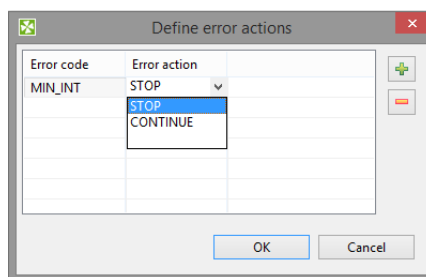 Define error actions
Error code Error action
MIN_INT STOP
STOP
CONTINUE
OK Cancel